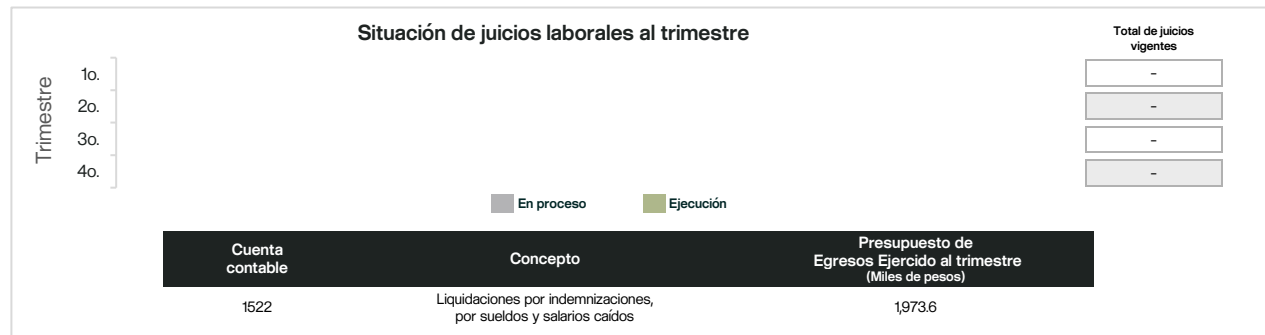 Situación de juicios laborales al trimestre
Total de juicios
vigentes
Trimestre
1o.
-
2o.
-
3o.
-
4o.
-
En proceso
Ejecución
Cuenta
contable
Concepto
Presupuesto de
Egresos Ejercido al trimestre
(Miles de pesos)
1522
Liquidaciones por indemnizaciones,
por sueldos y salarios caídos
1,973.6